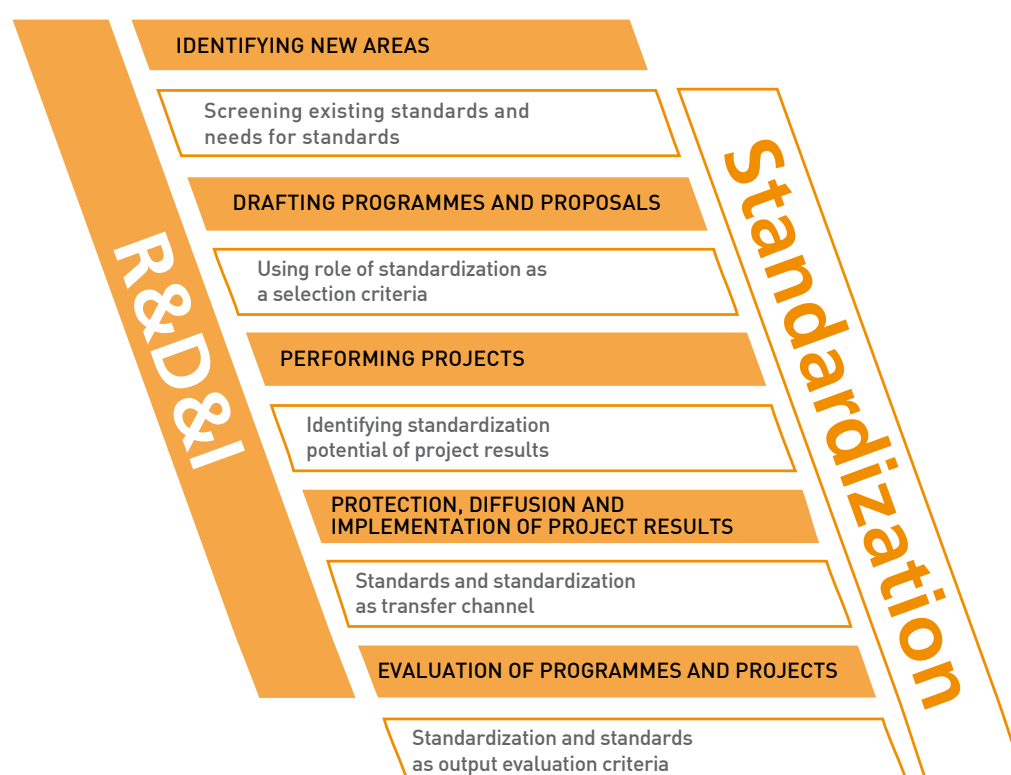 IDENTIFYING NEW AREAS
Screening existing standards and
needs for standards
DRAFTING PROGRAMMES AND PROPOSALS
Using role of standardization as
a selection criteria
PERFORMING PROJECTS
Identifying standardization
potential of project results
PROTECTION, DIFFUSION AND
IMPLEMENTATION OF PROJECT RESULTS
Standards and standardization
as transfer channel
EVALUATION OF PROGRAMMES AND PROJECTS
Standardization and standards
as output evaluation criteria
R&D&I
Standardization